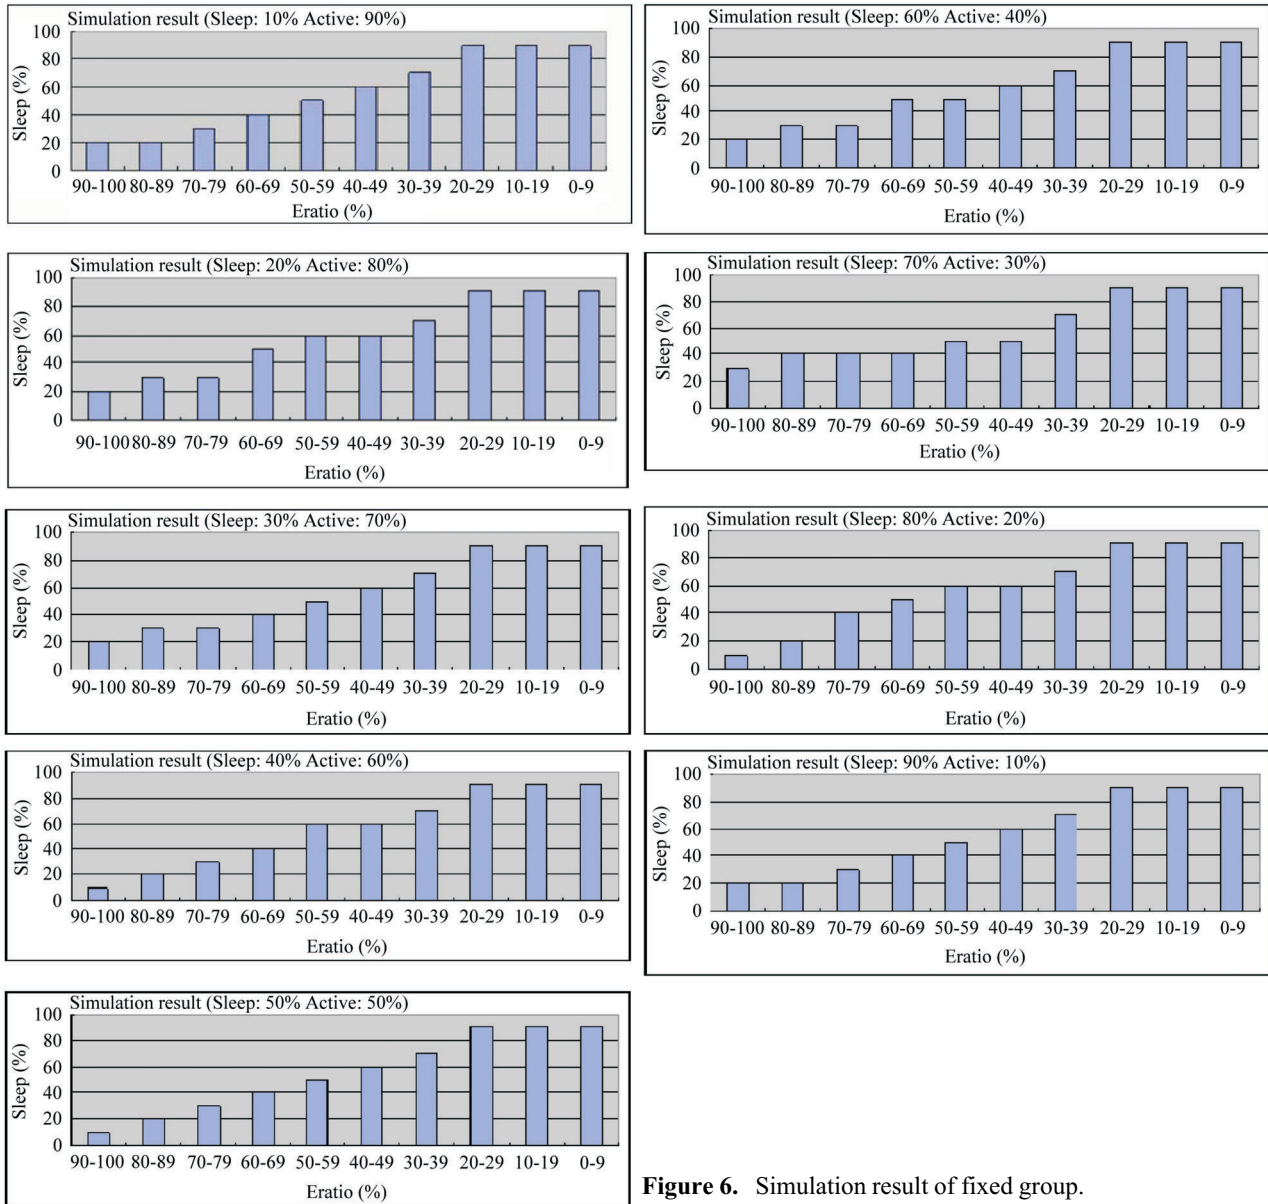 Simulation result (Sleep: 10% Active: 90%)
Sleep (%)
100
80
60
40
20
0
90-100 80-89 70-79 60-69 50-59 40-49 30-39 20-29 10-19 0-9
Eratio (%)
Simulation result (Sleep: 20% Active: 80%)
Sleep (%)
100
80
60
40
20
0
90-100 80-89 70-79 60-69 50-59 40-49 30-39 20-29 10-19 0-9
Eratio (%)
Simulation result (Sleep: 30% Active: 70%)
Sleep (%)
100
80
60
40
20
0
90-100 80-89 70-79 60-69 50-59 40-49 30-39 20-29 10-19 0-9
Eratio (%)
Simulation result (Sleep: 40% Active: 60%)
Sleep (%)
100
80
60
40
20
0
90-100 80-89 70-79 60-69 50-59 40-49 30-39 20-29 10-19 0-9
Eratio (%)
Simulation result (Sleep: 50% Active: 50%)
Sleep (%)
100
80
60
40
20
0
90-100 80-89 70-79 60-69 50-59 40-49 30-39 20-29 10-19 0-9
Eratio (%)
Simulation result (Sleep: 60% Active: 40%)
Sleep (%)
100
80
60
40
20
0
90-100 80-89 70-79 60-69 50-59 40-49 30-39 20-29 10-19 0-9
Eratio (%)
Simulation result (Sleep: 70% Active: 30%)
Sleep (%)
100
80
60
40
20
0
90-100 80-89 70-79 60-69 50-59 40-49 30-39 20-29 10-19 0-9
Eratio (%)
Simulation result (Sleep: 80% Active: 20%)
Sleep (%)
100
80
60
40
20
0
90-100 80-89 70-79 60-69 50-59 40-49 30-39 20-29 10-19 0-9
Eratio (%)
Simulation result (Sleep: 90% Active: 10%)
Sleep (%)
100
80
60
40
20
0
90-100 80-89 70-79 60-69 50-59 40-49 30-39 20-29 10-19 0-9
Eratio (%)
Figure 6. Simulation result of fixed group.